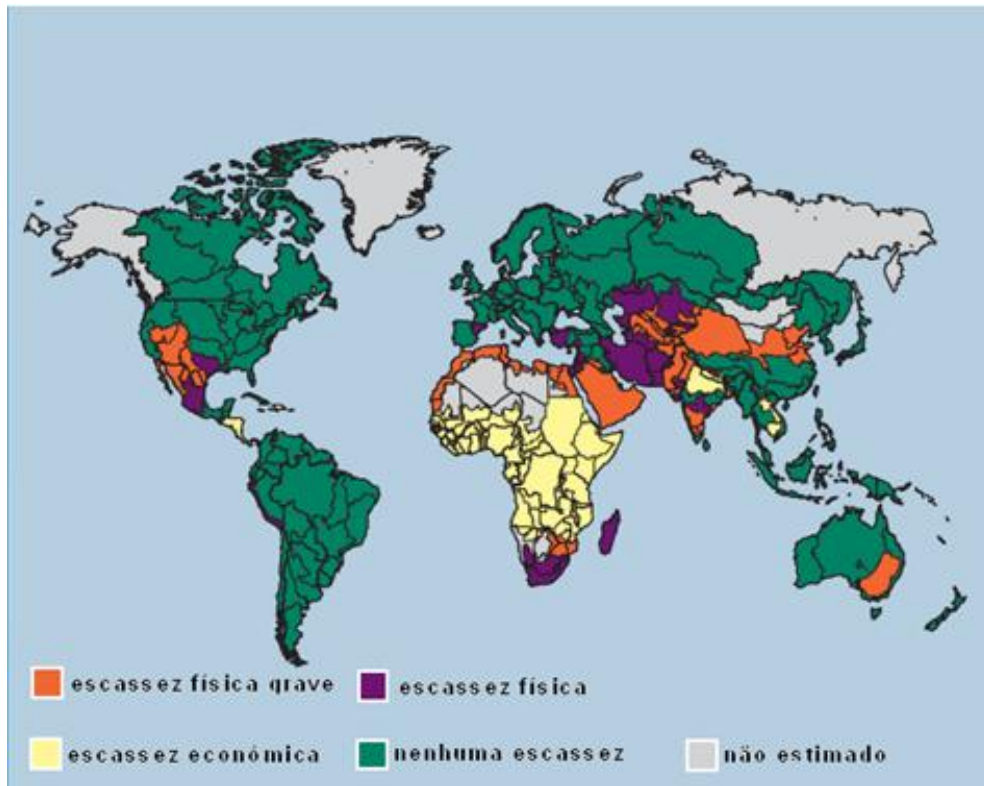 escassez física grave
escassez física
escassez económica
nenhuma escassez
não estimado